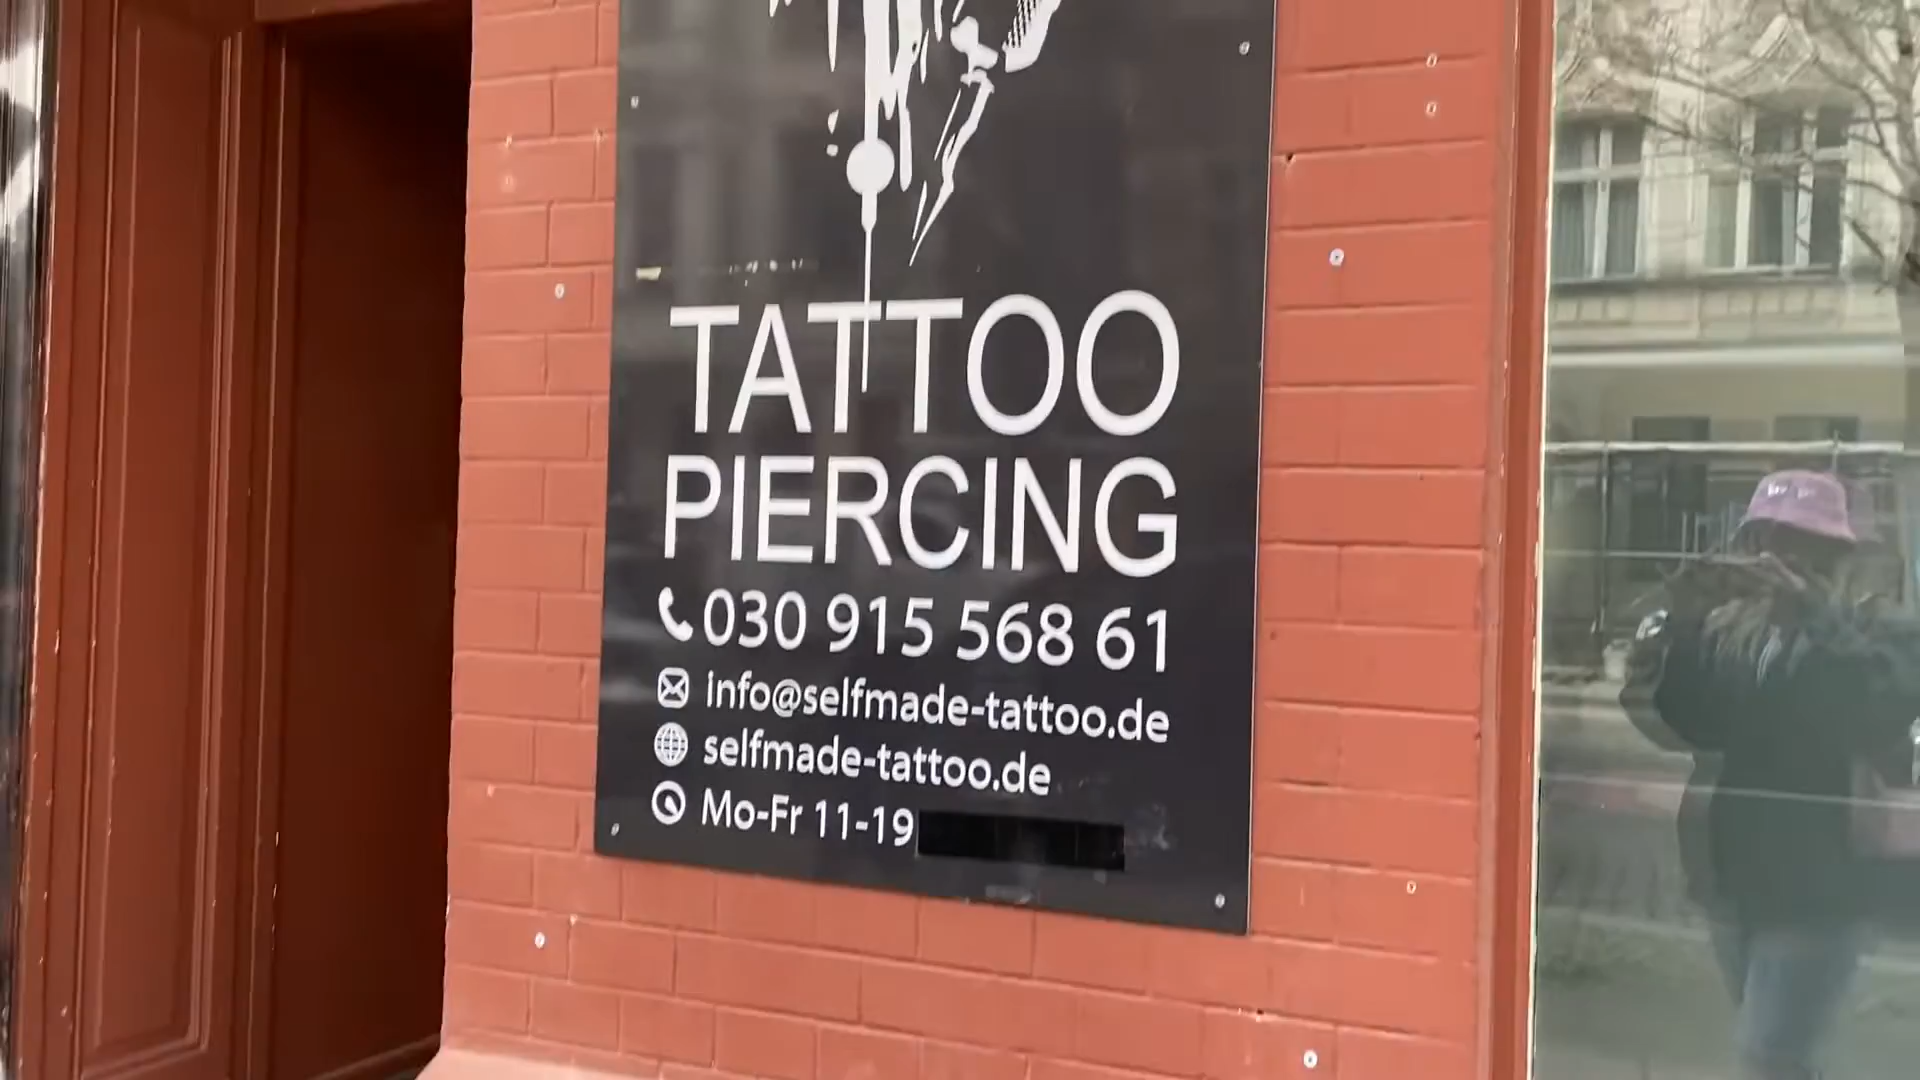 TATTOO
PIERCING
030 915 568 61
info@selfmade-tattoo.de
selfmade-tattoo.de
Mo-Fr 11-19